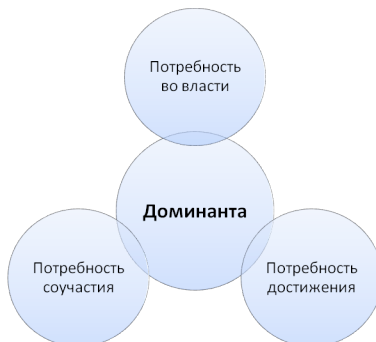 Потребность
во власти
Доминанта
Потребность
соучастия
Потребность
достижения